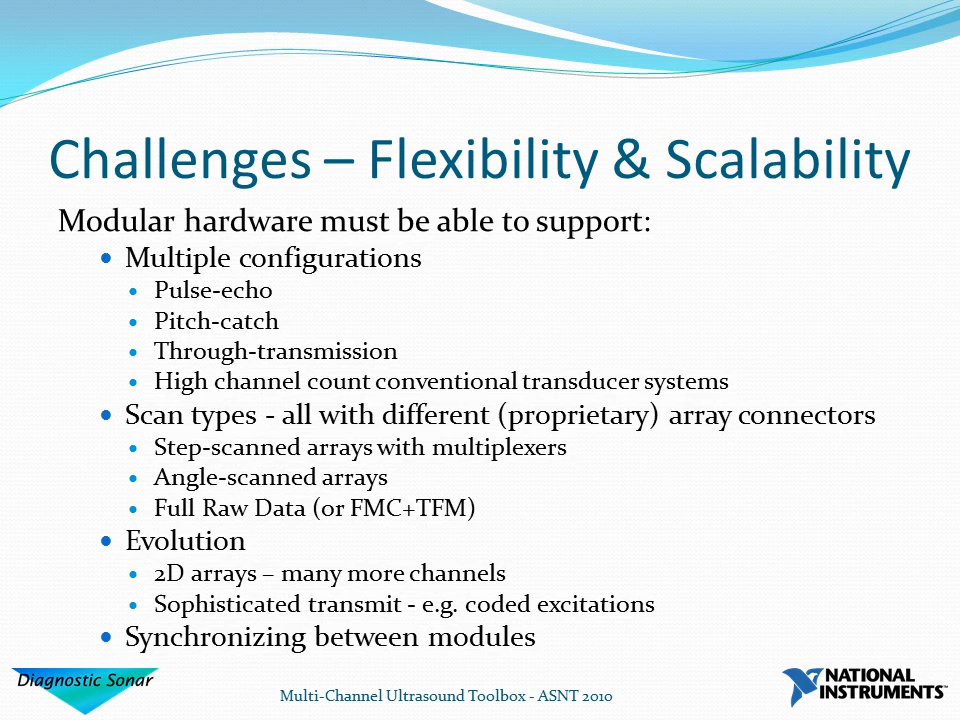 Challenges – Flexibility & Scalability
Modular hardware must be able to support:
• Multiple configurations
• Pulse-echo
• Pitch-catch
• Through-transmission
• High channel count conventional transducer systems
• Scan types - all with different (proprietary) array connectors
• Step-scanned arrays with multiplexers
• Angle-scanned arrays
• Full Raw Data (or FMC+TFM)
• Evolution
• 2D arrays – many more channels
• Sophisticated transmit - e.g. coded excitations
• Synchronizing between modules
Diagnostic Sonar
Multi-Channel Ultrasound Toolbox - ASNT 2010
NATIONAL
INSTRUMENTS™